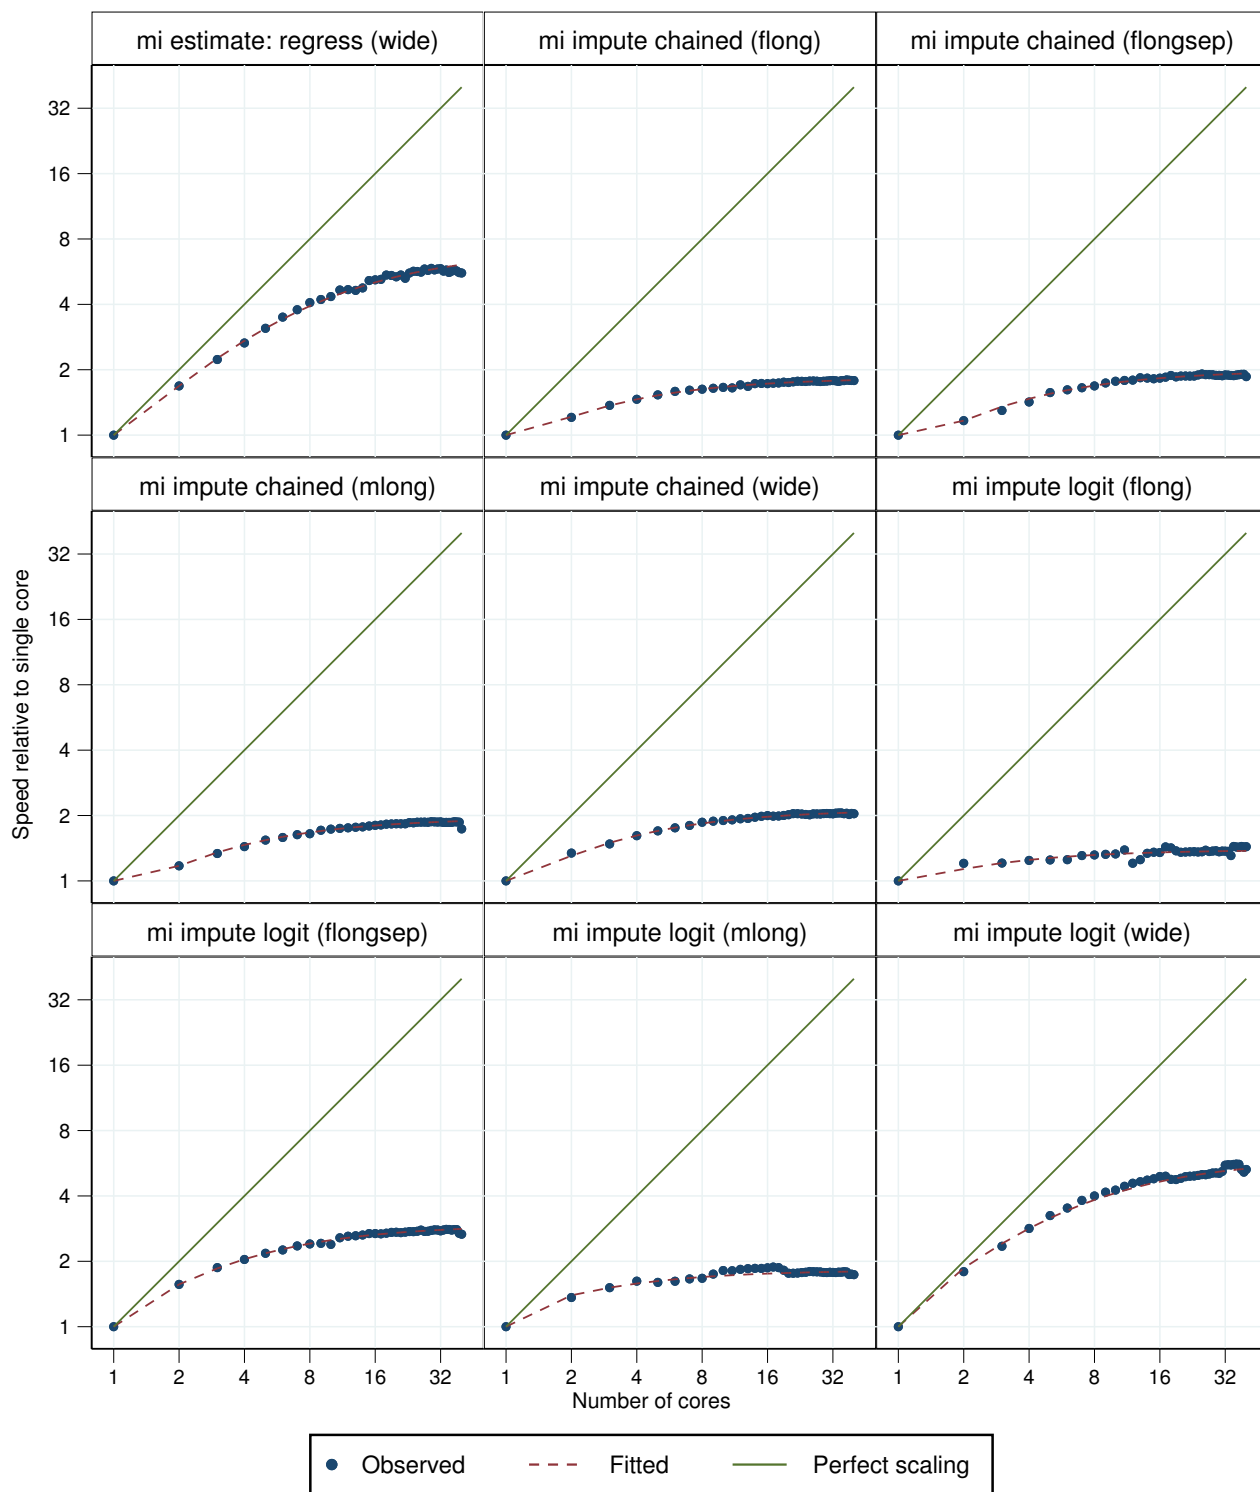 mi estimate: regress (wide) mi impute chained (flong) mi impute chained (flongsep)
32
16
8
4
2
1
mi impute chained (mlong) mi impute chained (wide) mi impute logit (flong)
Speed relative to single core
32
16
8
4
2
1
mi impute logit (flongsep) mi impute logit (mlong) mi impute logit (wide)
32
16
8
4
2
1
1 2 4 8 16 32 1 2 4 8 16 32 1 2 4 8 16 32
Number of cores
Observed Fitted Perfect scaling